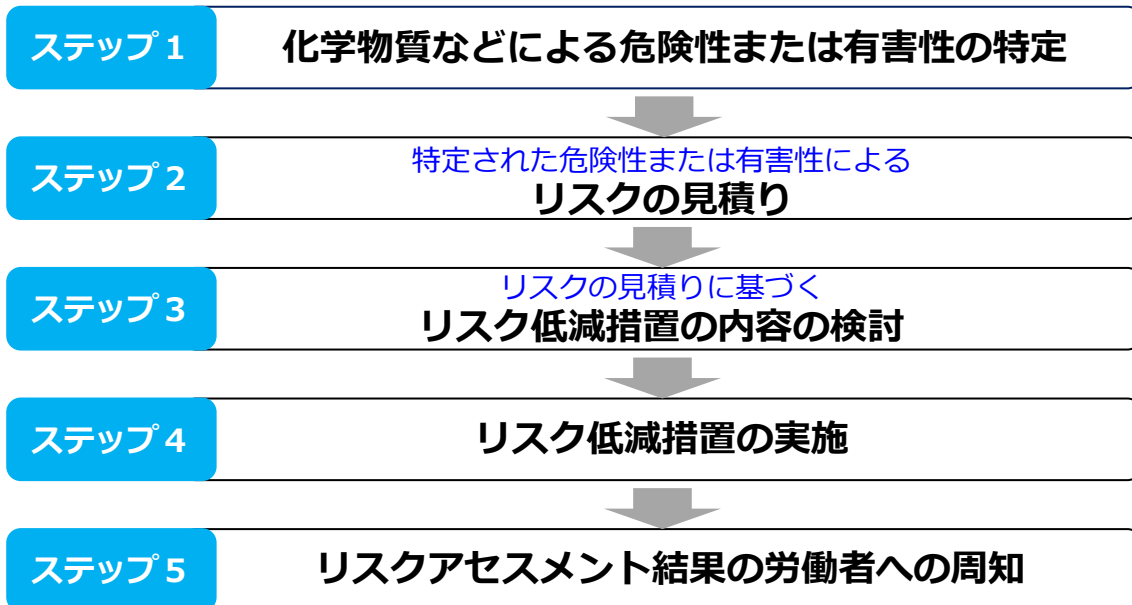 ステップ1
化学物質などによる危険性または有害性の特定
ステップ2
特定された危険性または有害性による
リスクの見積り
ステップ3
リスクの見積りに基づく
リスク低減措置の内容の検討
ステップ4
リスク低減措置の実施
ステップ5
リスクアセスメント結果の労働者への周知